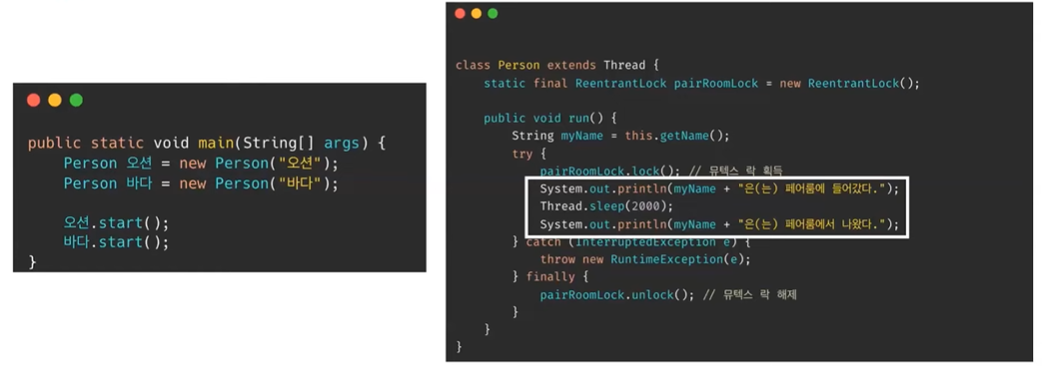 public static void main(String[] args) {
Person 오션 = new Person("오션");
Person 바다 = new Person("바다");
오션.start();
바다.start();
}
class Person extends Thread {
static final ReentrantLock pairRoomLock = new ReentrantLock();
public void run() {
String myName = this.getName();
try {
pairRoomLock.lock(); // 뮤텍스 락 획득
System.out.println(myName + "은(는) 페어룸에 들어갔다.");
Thread.sleep(2000);
System.out.println(myName + "은(는) 페어룸에서 나왔다.");
} catch (InterruptedException e) {
throw new RuntimeException(e);
} finally {
pairRoomLock.unlock(); // 뮤텍스 락 해제
}
}
}